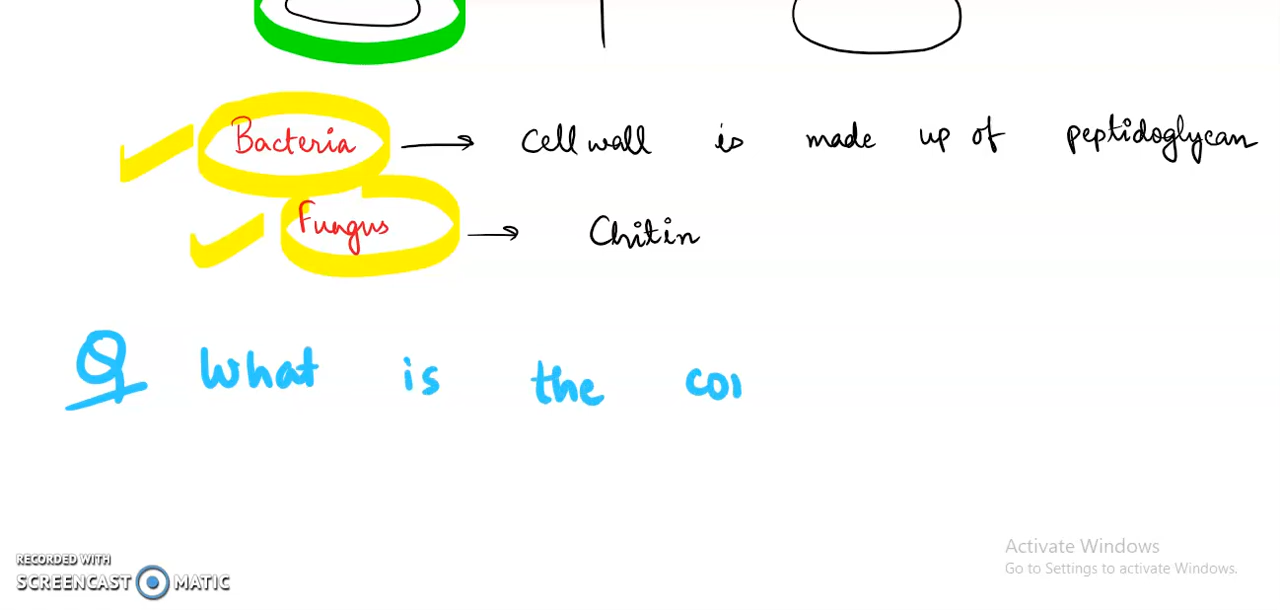 Bacteria → Cell wall is made up of peptidoglycan
Fungus → Chitin
Q What is the
Activate Windows
Go to Settings to activate Windows.
RECORDED WITH
SCREENCAST MATIC